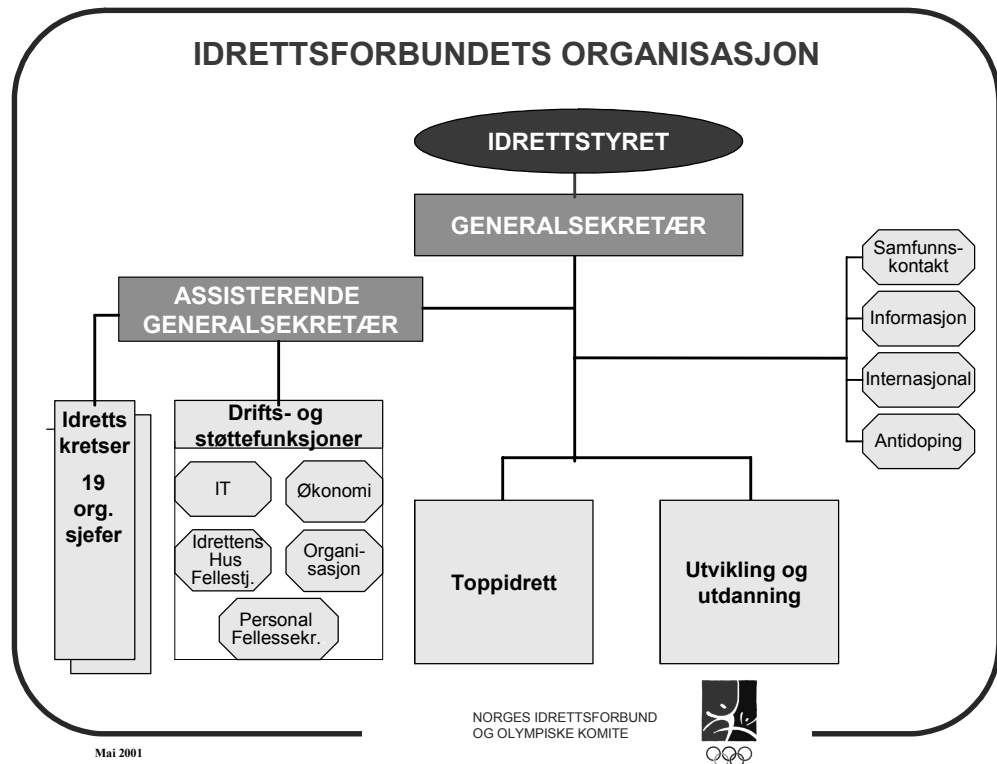 IDRETTSFORBUNDETS ORGANISASJON
IDRETTSTYRET
GENERALSEKRETÆR
ASSISTERENDE
GENERALSEKRETÆR
Samfunns-
kontakt
Informasjon
Internasjonal
Antidoping
Idretts
kretser
19
org.
sjefer
Drifts- og
støttefunksjoner
IT
Økonomi
Idrettens
Hus
Fellestj.
Organi-
sasjon
Personal
Fellessekr.
Toppidrett
Utvikling og
utdanning
NORGES IDRETTSFORBUND
OG OLYMPISKE KOMITE
Mai 2001